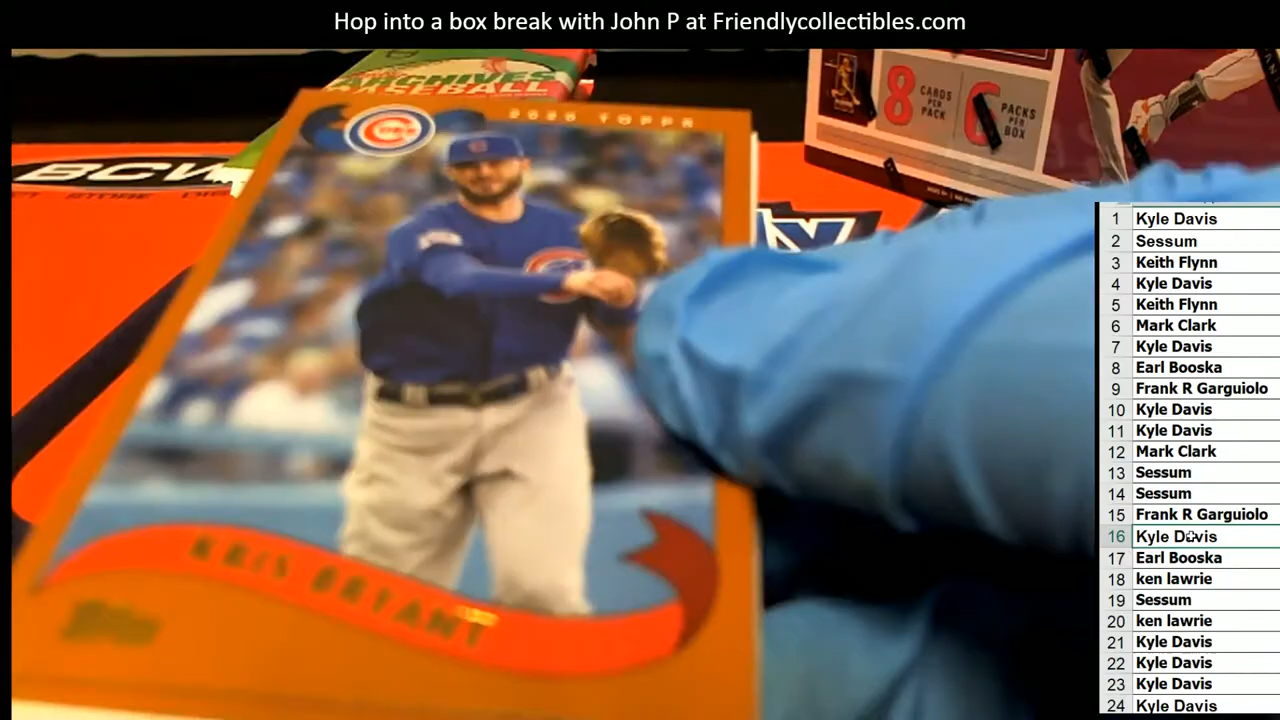 Hop into a box break with John P at Friendlycollectibles.com
ARCHIVES
BASEBALL
8 CARDS PER PACK
6 PACKS PER BOX
2020 TOPPS
BCW
KRIS BRYANT
Topps
1 Kyle Davis
2 Sessum
3 Keith Flynn
4 Kyle Davis
5 Keith Flynn
6 Mark Clark
7 Kyle Davis
8 Earl Booska
9 Frank R Garguiolo
10 Kyle Davis
11 Kyle Davis
12 Mark Clark
13 Sessum
14 Sessum
15 Frank R Garguiolo
16 Kyle Davis
17 Earl Booska
18 ken lawrie
19 Sessum
20 ken lawrie
21 Kyle Davis
22 Kyle Davis
23 Kyle Davis
24 Kyle Davis